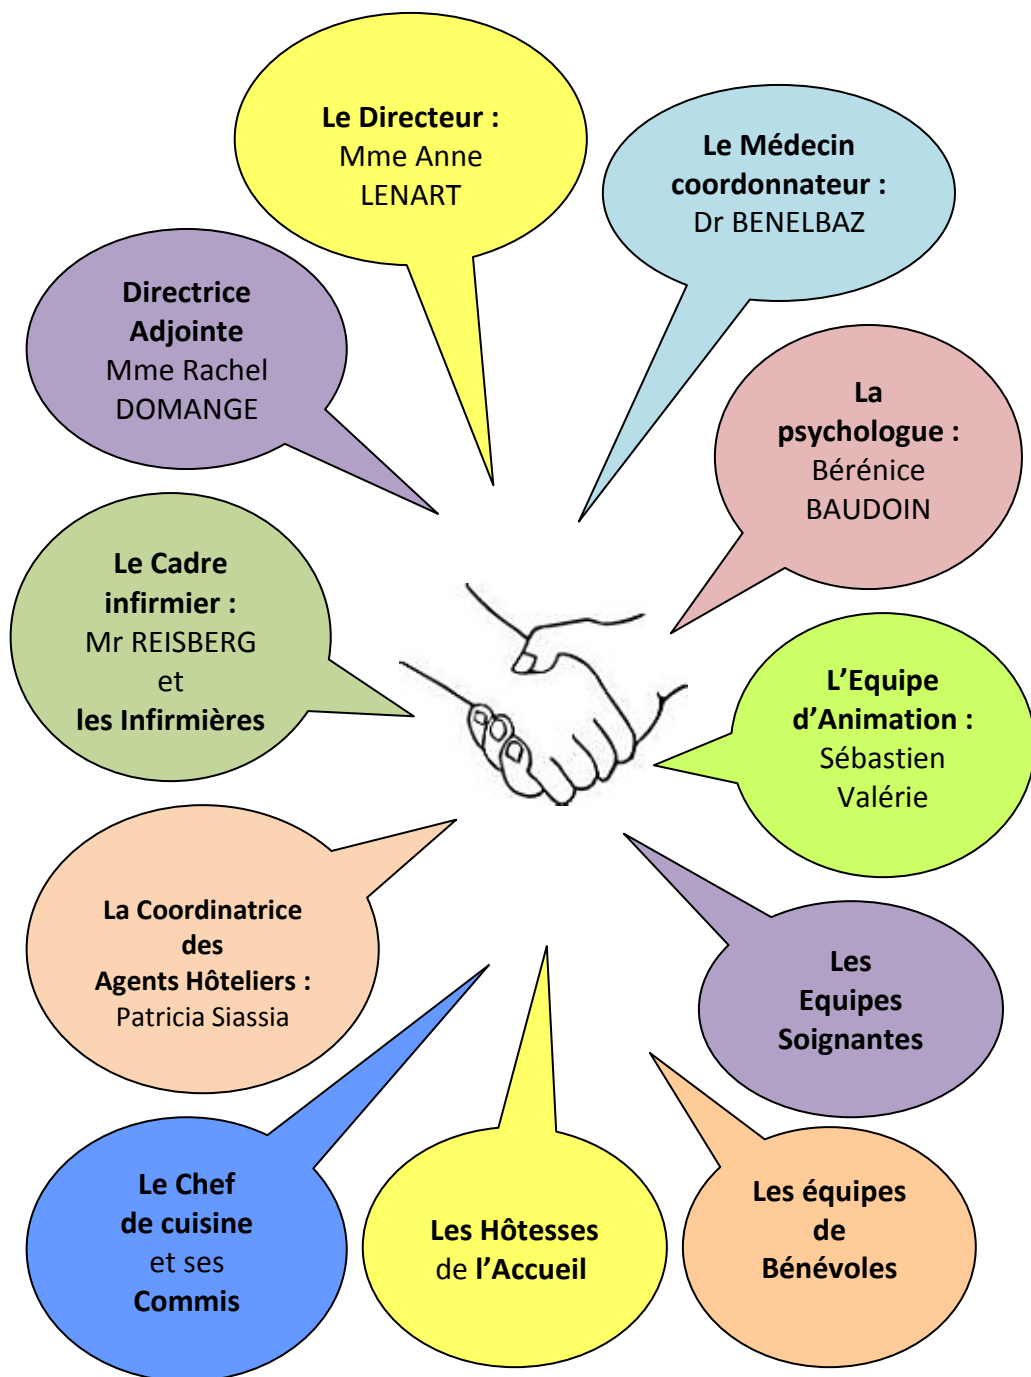 Le Directeur :
Mme Anne
LENART
Le Médecin
coordonnateur :
Dr BENELBAZ
Directrice
Adjointe
Mme Rachel
DOMANGE
La
psychologue :
Bérénice
BAUDOIN
Le Cadre
infirmier :
Mr REISBERG
et
les Infirmières
L’Equipe
d’Animation :
Sébastien
Valérie
La Coordinatrice
des
Agents Hôteliers :
Patricia Siassia
Les
Equipes
Soignantes
Le Chef
de cuisine
et ses
Commis
Les Hôtesses
de l’Accueil
Les équipes
de
Bénévoles